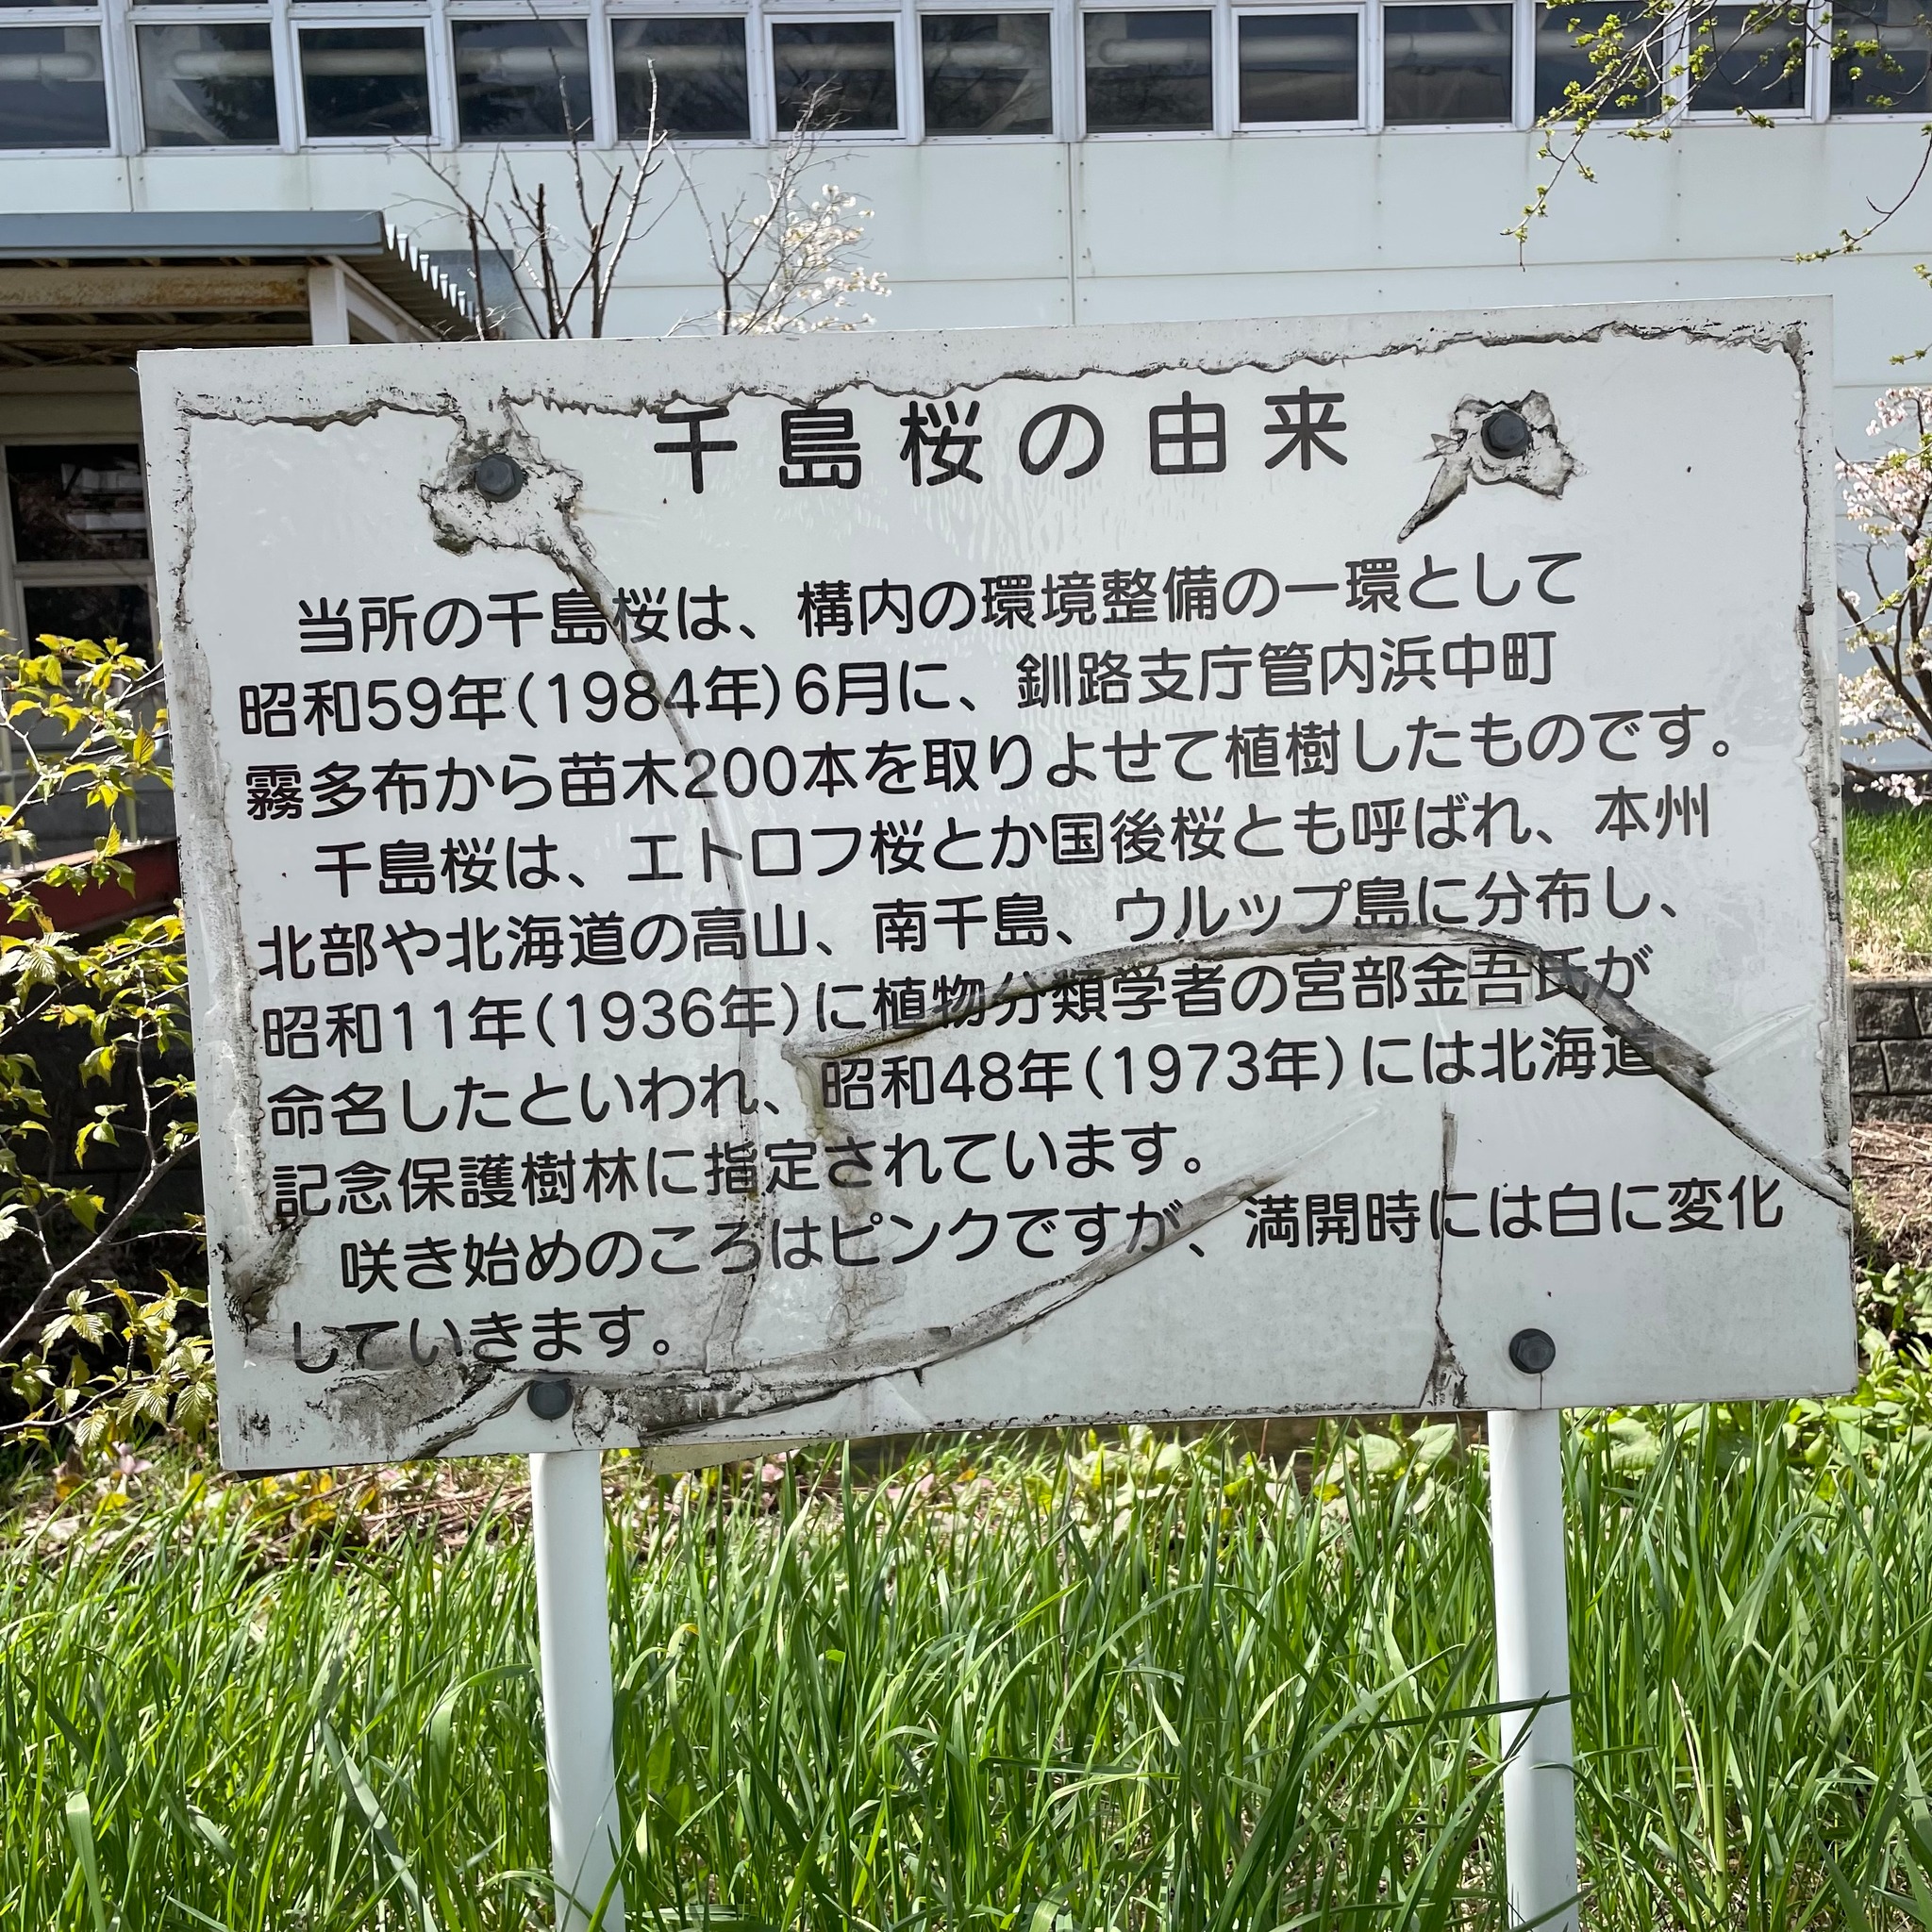 千島桜の由来
当所の千島桜は、構内の環境整備の一環として
昭和59年(1984年)6月に、釧路支庁管内浜中町
霧多布から苗木200本を取りよせて植樹したものです。
千島桜は、エトロフ桜とか国後桜とも呼ばれ、本州
北部や北海道の高山、南千島、ウルップ島に分布し、
昭和11年(1936年)に植物分類学者の宮部金吾氏が
命名したといわれ、昭和48年(1973年)には北海道
記念保護樹林に指定されています。
咲き始めのころはピンクですが、満開時には白に変化
していきます。